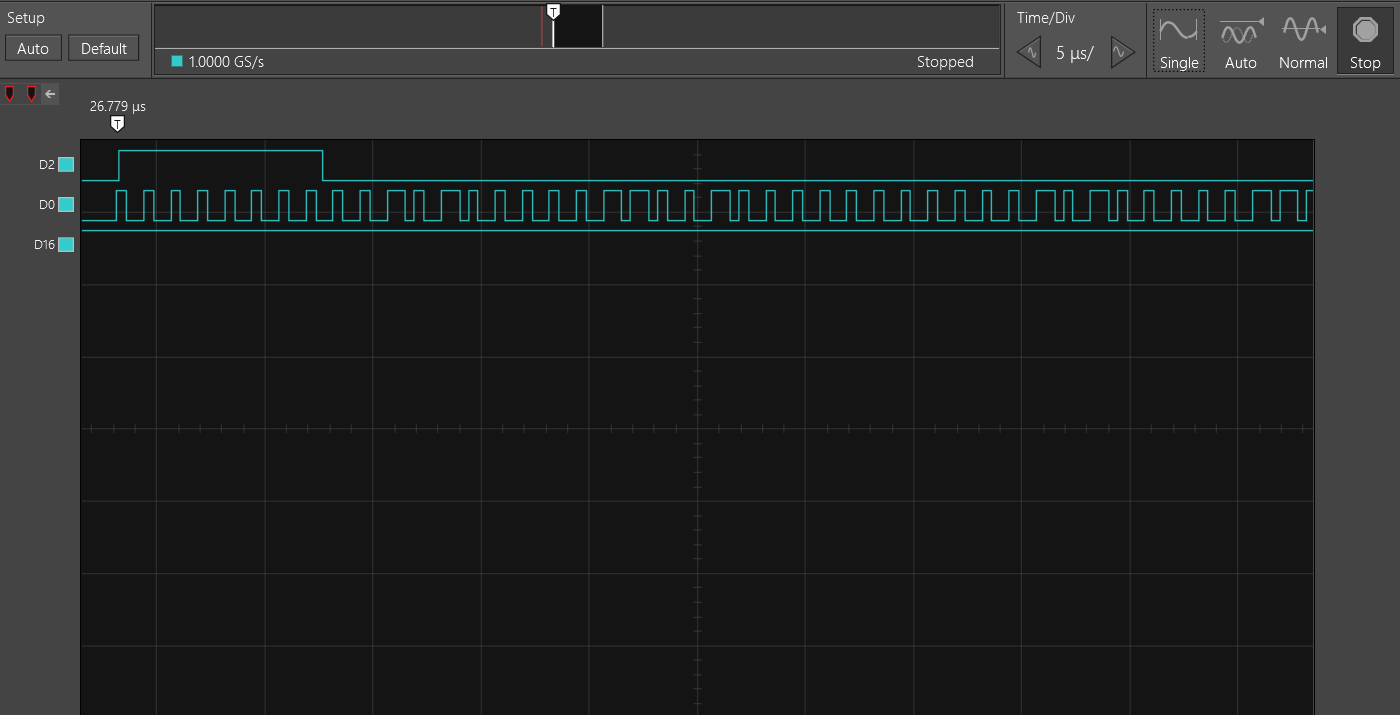 Setup
Auto
Default
T
1.0000 GS/s
Stopped
Time/Div
5 µs/
Single
Auto
Normal
Stop
26.779 µs
T
D2
D0
D16